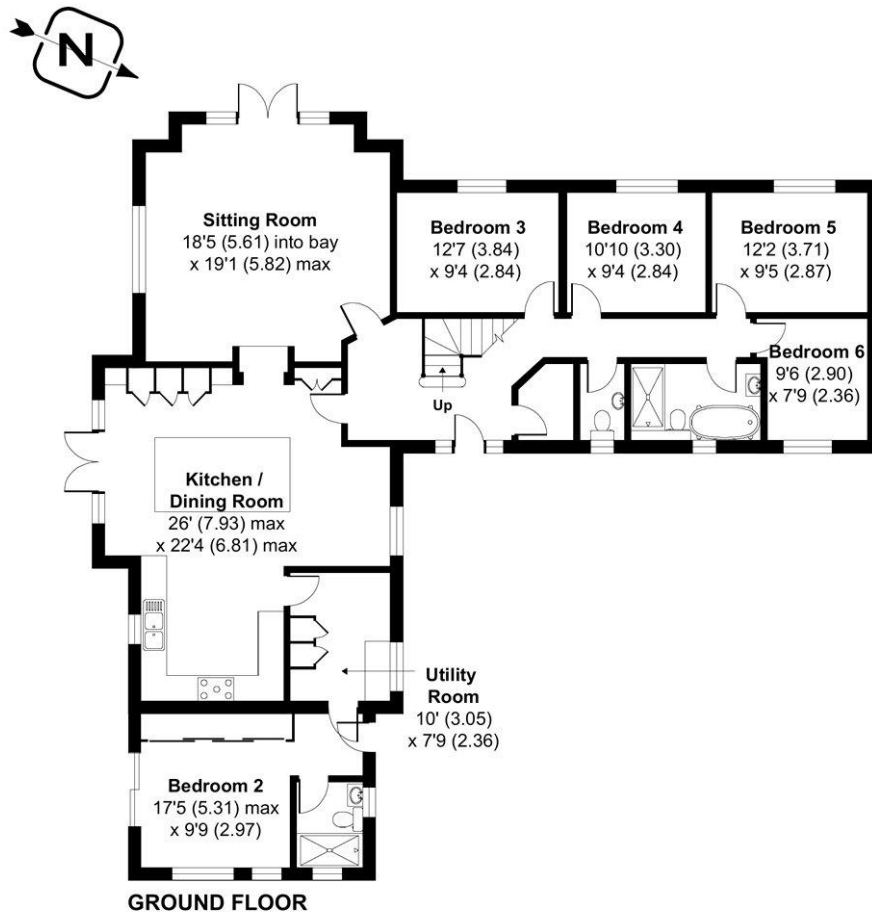 N
Sitting Room
18'5 (5.61) into bay
x 19'1 (5.82) max
Bedroom 3
12'7 (3.84)
x 9'4 (2.84)
Bedroom 4
10'10 (3.30)
x 9'4 (2.84)
Bedroom 5
12'2 (3.71)
x 9'5 (2.87)
Bedroom 6
9'6 (2.90)
x 7'9 (2.36)
Up
Kitchen /
Dining Room
26' (7.93) max
x 22'4 (6.81) max
Utility
Room
10' (3.05)
x 7'9 (2.36)
Bedroom 2
17'5 (5.31) max
x 9'9 (2.97)
GROUND FLOOR